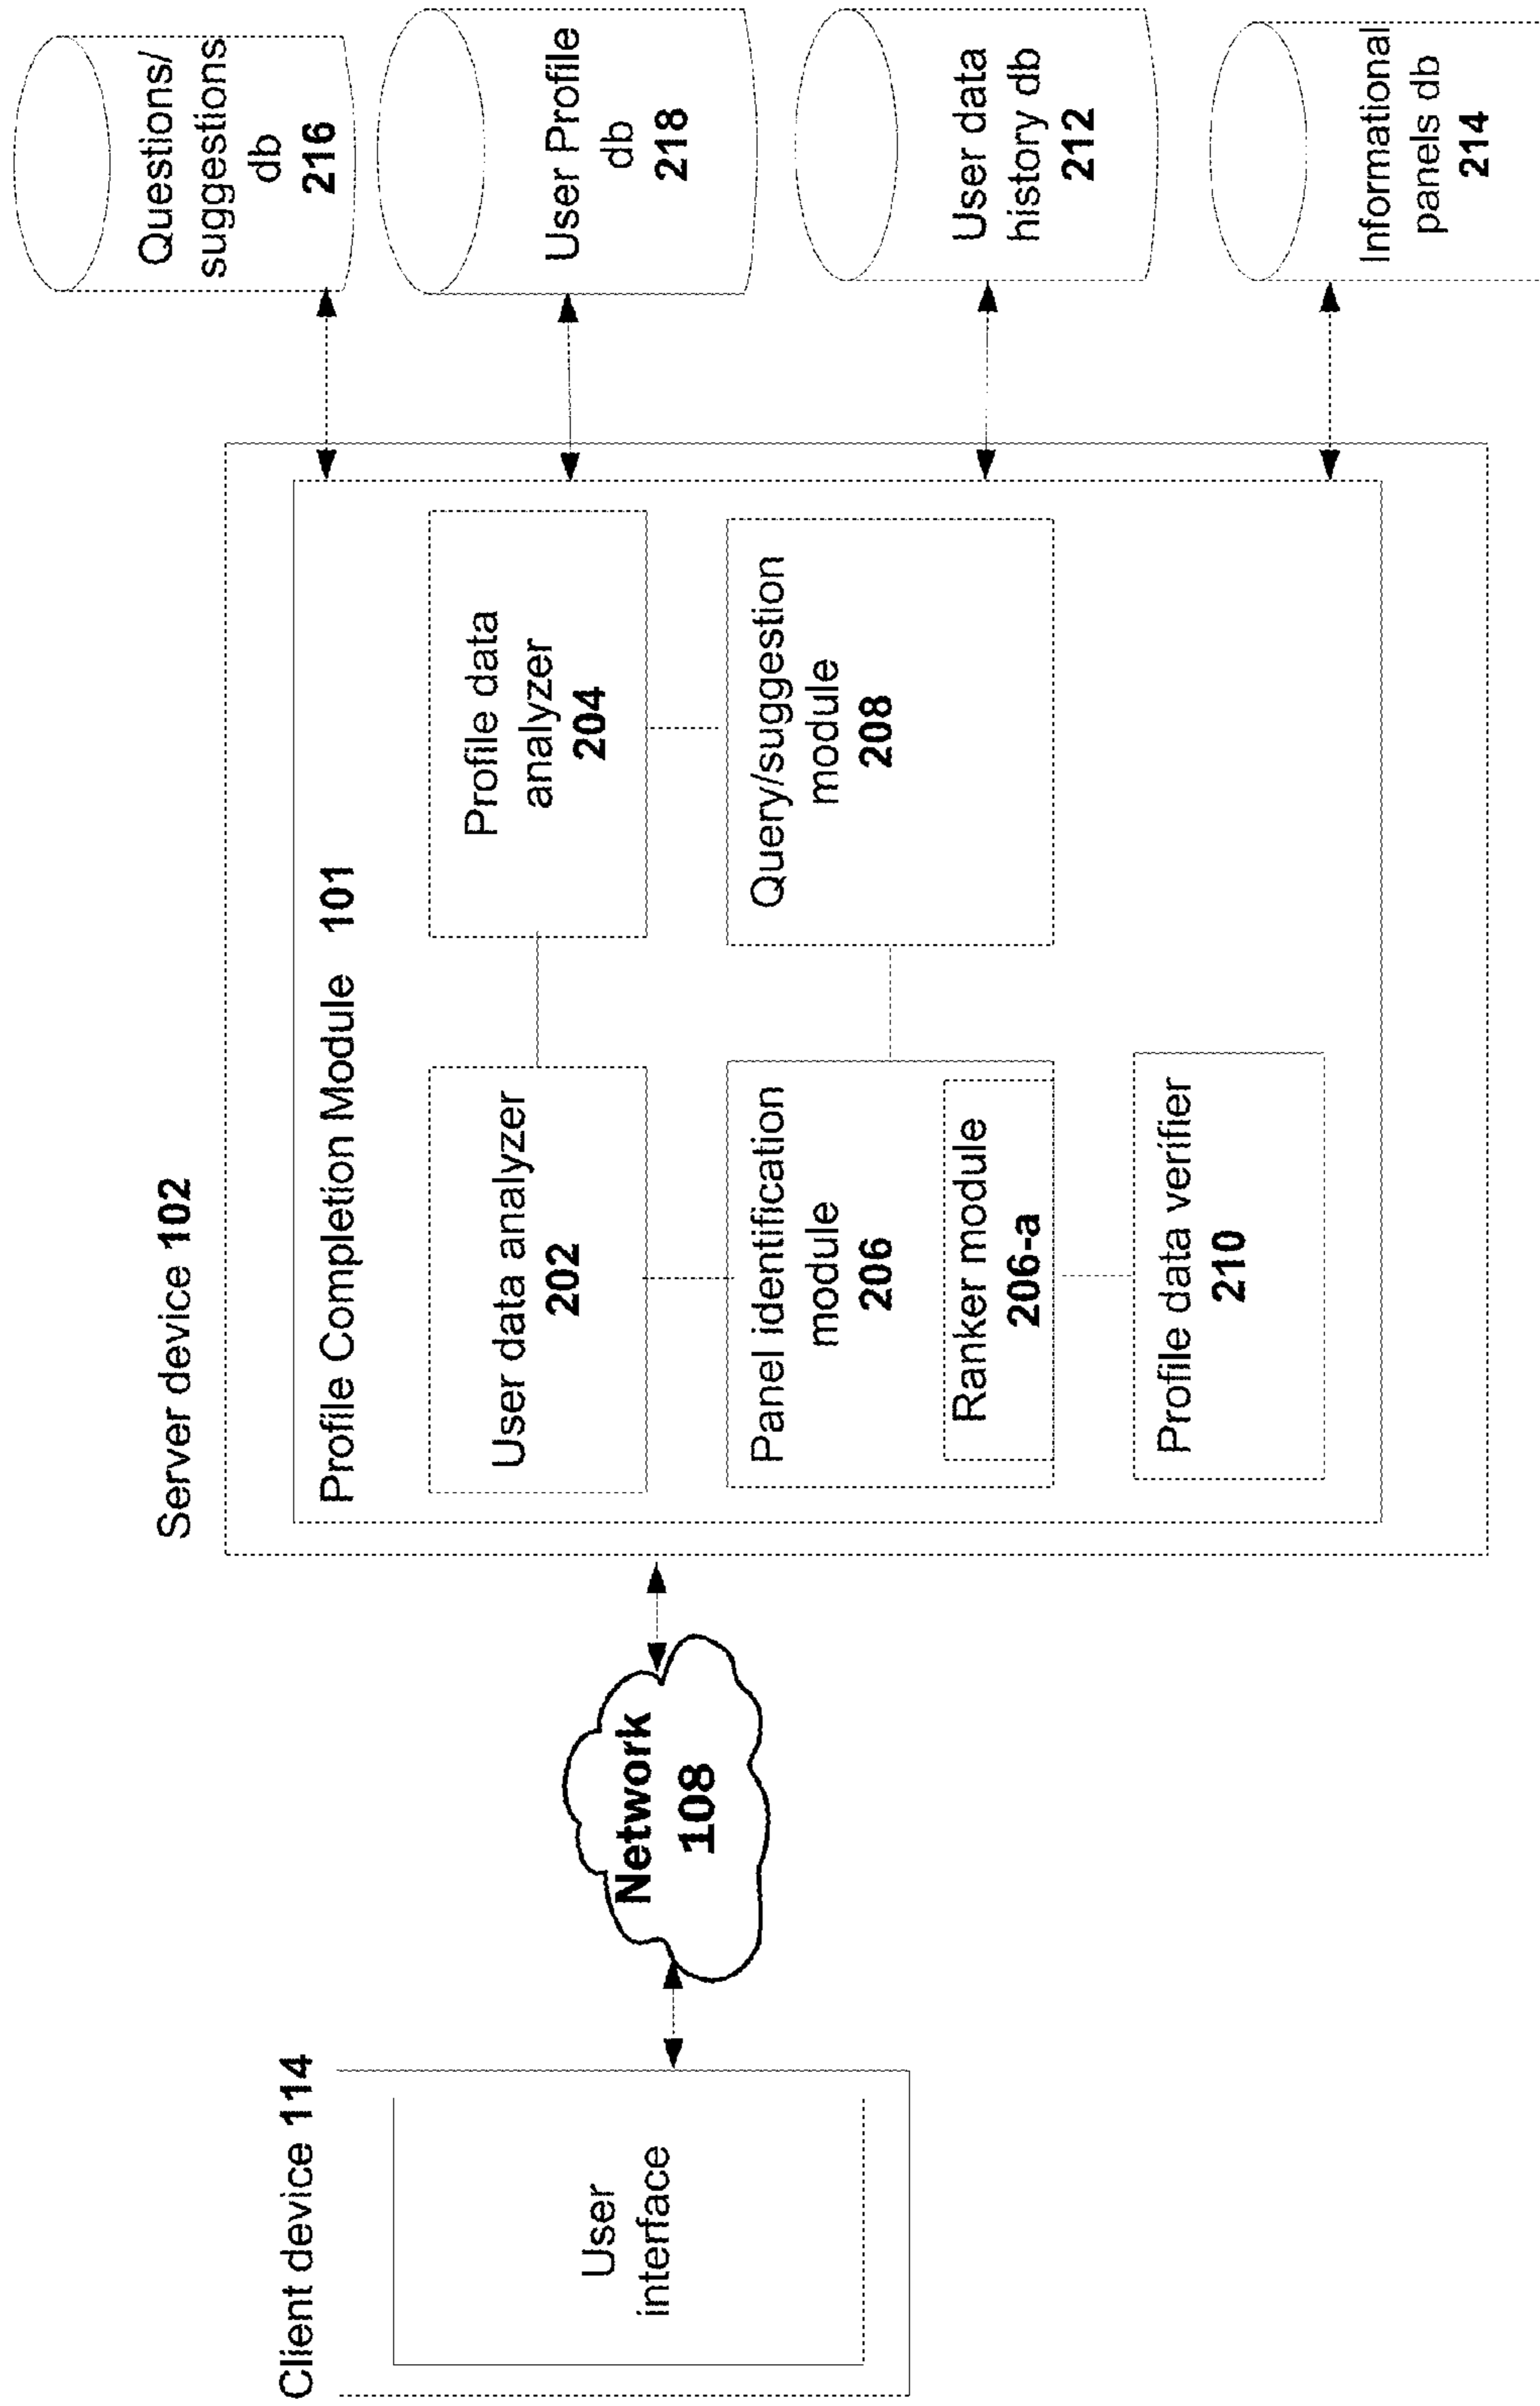 Client device 114
User
interface
Network
108
Server device 102
Profile Completion Module 101
User data analyzer
202
Profile data
analyzer
204
Panel identification
module
206
Ranker module
206-a
Query/suggestion
module
208
Profile data verifier
210
Questions/
suggestions
db
216
User Profile
db
218
User data
history db
212
Informational
panels db
214